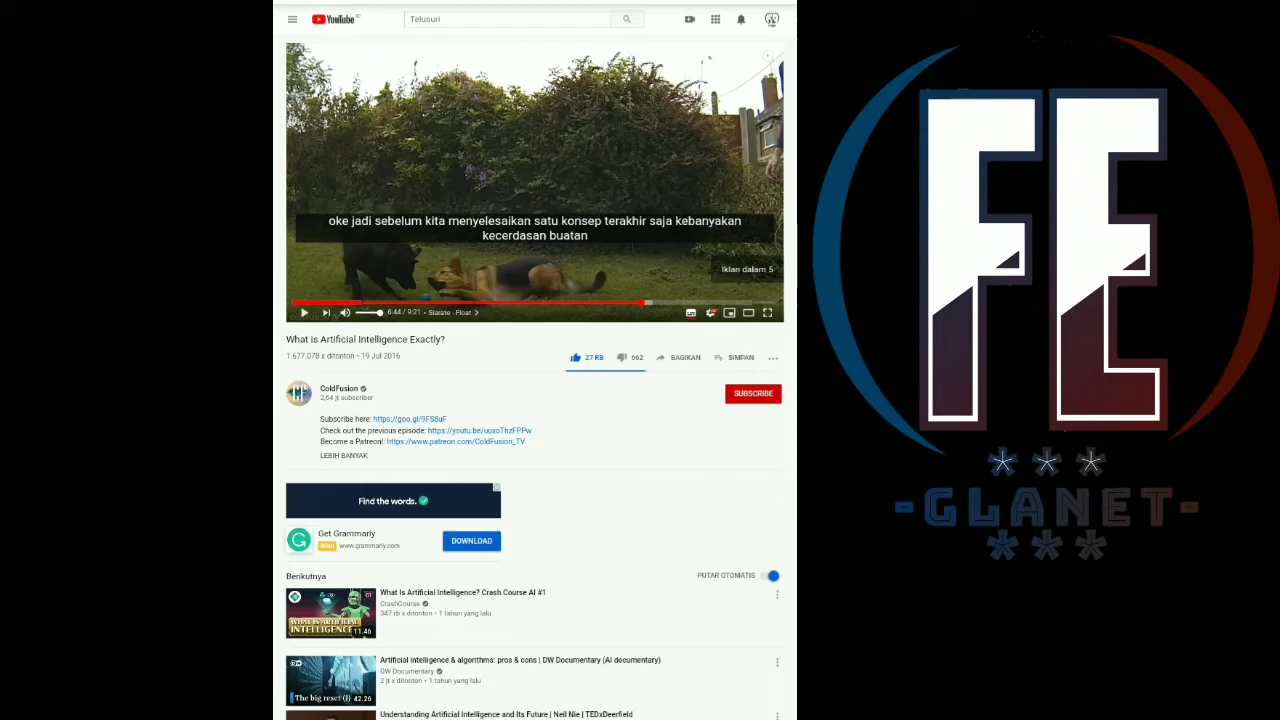 YouTube ID
Telusuri
oke jadi sebelum kita menyelesaikan satu konsep terakhir saja kebanyakan
kecerdasan buatan
Iklan dalam 5
6:44 / 9:21 • Siarate - Float
What is Artificial Intelligence Exactly?
1.677.078 x ditonton • 19 Jul 2016
27 RB
662
BAGIKAN
SIMPAN
ColdFusion
2,64 jt subscriber
SUBSCRIBE
Subscribe here: https://goo.gl/9FS8uF
Check out the previous episode: https://youtu.be/uuxoThzFPPw
Become a Patreon!: https://www.patreon.com/ColdFusion_TV
LEBIH BANYAK
Find the words.
Get Grammarly
Iklan www.grammarly.com
DOWNLOAD
Berikutnya
PUTAR OTOMATIS
WHAT IS ARTIFICIAL
INTELLIGENCE
11.46
What Is Artificial Intelligence? Crash Course AI #1
CrashCourse
347 rb x ditonton • 1 tahun yang lalu
The big reset (1)
42.26
Artificial intelligence & algorithms: pros & cons | DW Documentary (AI documentary)
DW Documentary
2 jt x ditonton • 1 tahun yang lalu
Understanding Artificial Intelligence and Its Future | Neil Nie | TEDxDeerfield
FE
-GLANET-